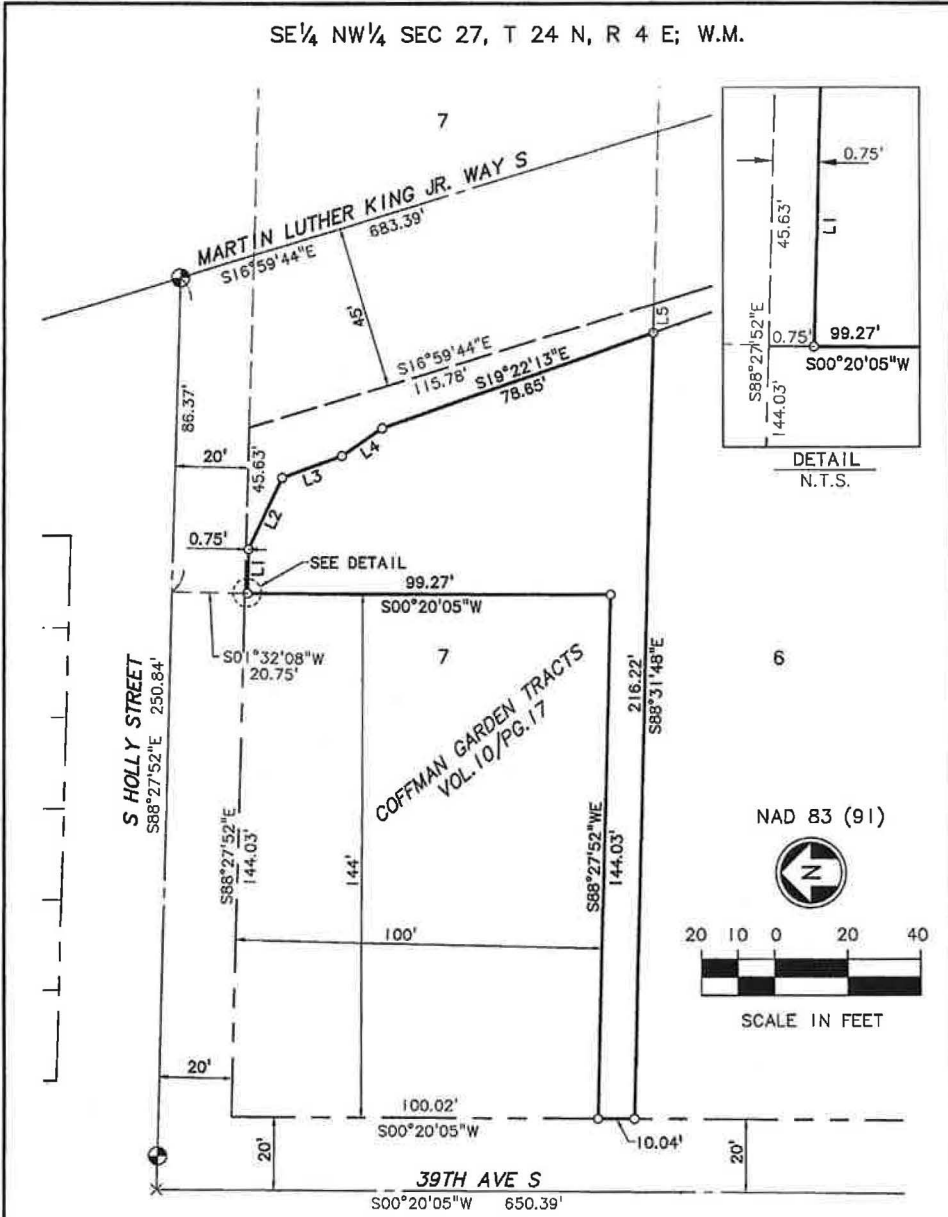 SE¼ NW¼ SEC 27, T 24 N, R 4 E; W.M.
7
MARTIN LUTHER KING JR. WAY S
S16°59'44"E
683.39'
45'
S16°59'44"E
115.78'
S19°22'13"E
78.65'
L5
86.37'
20'
45.63'
L4
L3
L2
0.75'
L1
SEE DETAIL
99.27'
S00°20'05"W
S01°32'08"W
20.75'
7
6
COFFMAN GARDEN TRACTS
VOL.10/PG.17
216.22'
S88°31'48"E
S HOLLY STREET
S88°27'52"E 250.84'
S88°27'52"E
144.03'
144'
S88°27'52"WE
144.03'
100'
20'
100.02'
S00°20'05"W
10.04'
20'
20'
39TH AVE S
S00°20'05"W 650.39'
0.75'
45.63'
L1
S88°27'52"E
144.03'
0.75'
99.27'
S00°20'05"W
DETAIL
N.T.S.
NAD 83 (91)
N
20 10 0 20 40
SCALE IN FEET